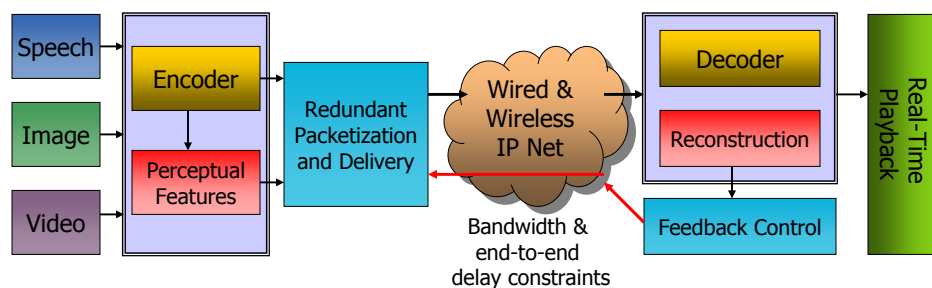 Speech
Image
Video
Encoder
Perceptual
Features
Redundant
Packetization
and Delivery
Wired &
Wireless
IP Net
Bandwidth &
end-to-end
delay constraints
Decoder
Reconstruction
Feedback Control
Real-Time
Playback